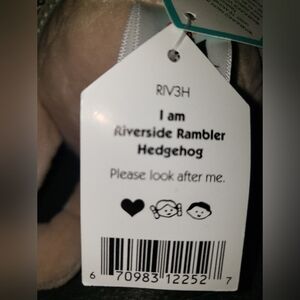 RIV3H
I am
Riverside Rambler
Hedgehog
Please look after me.
6 70983 12252 7